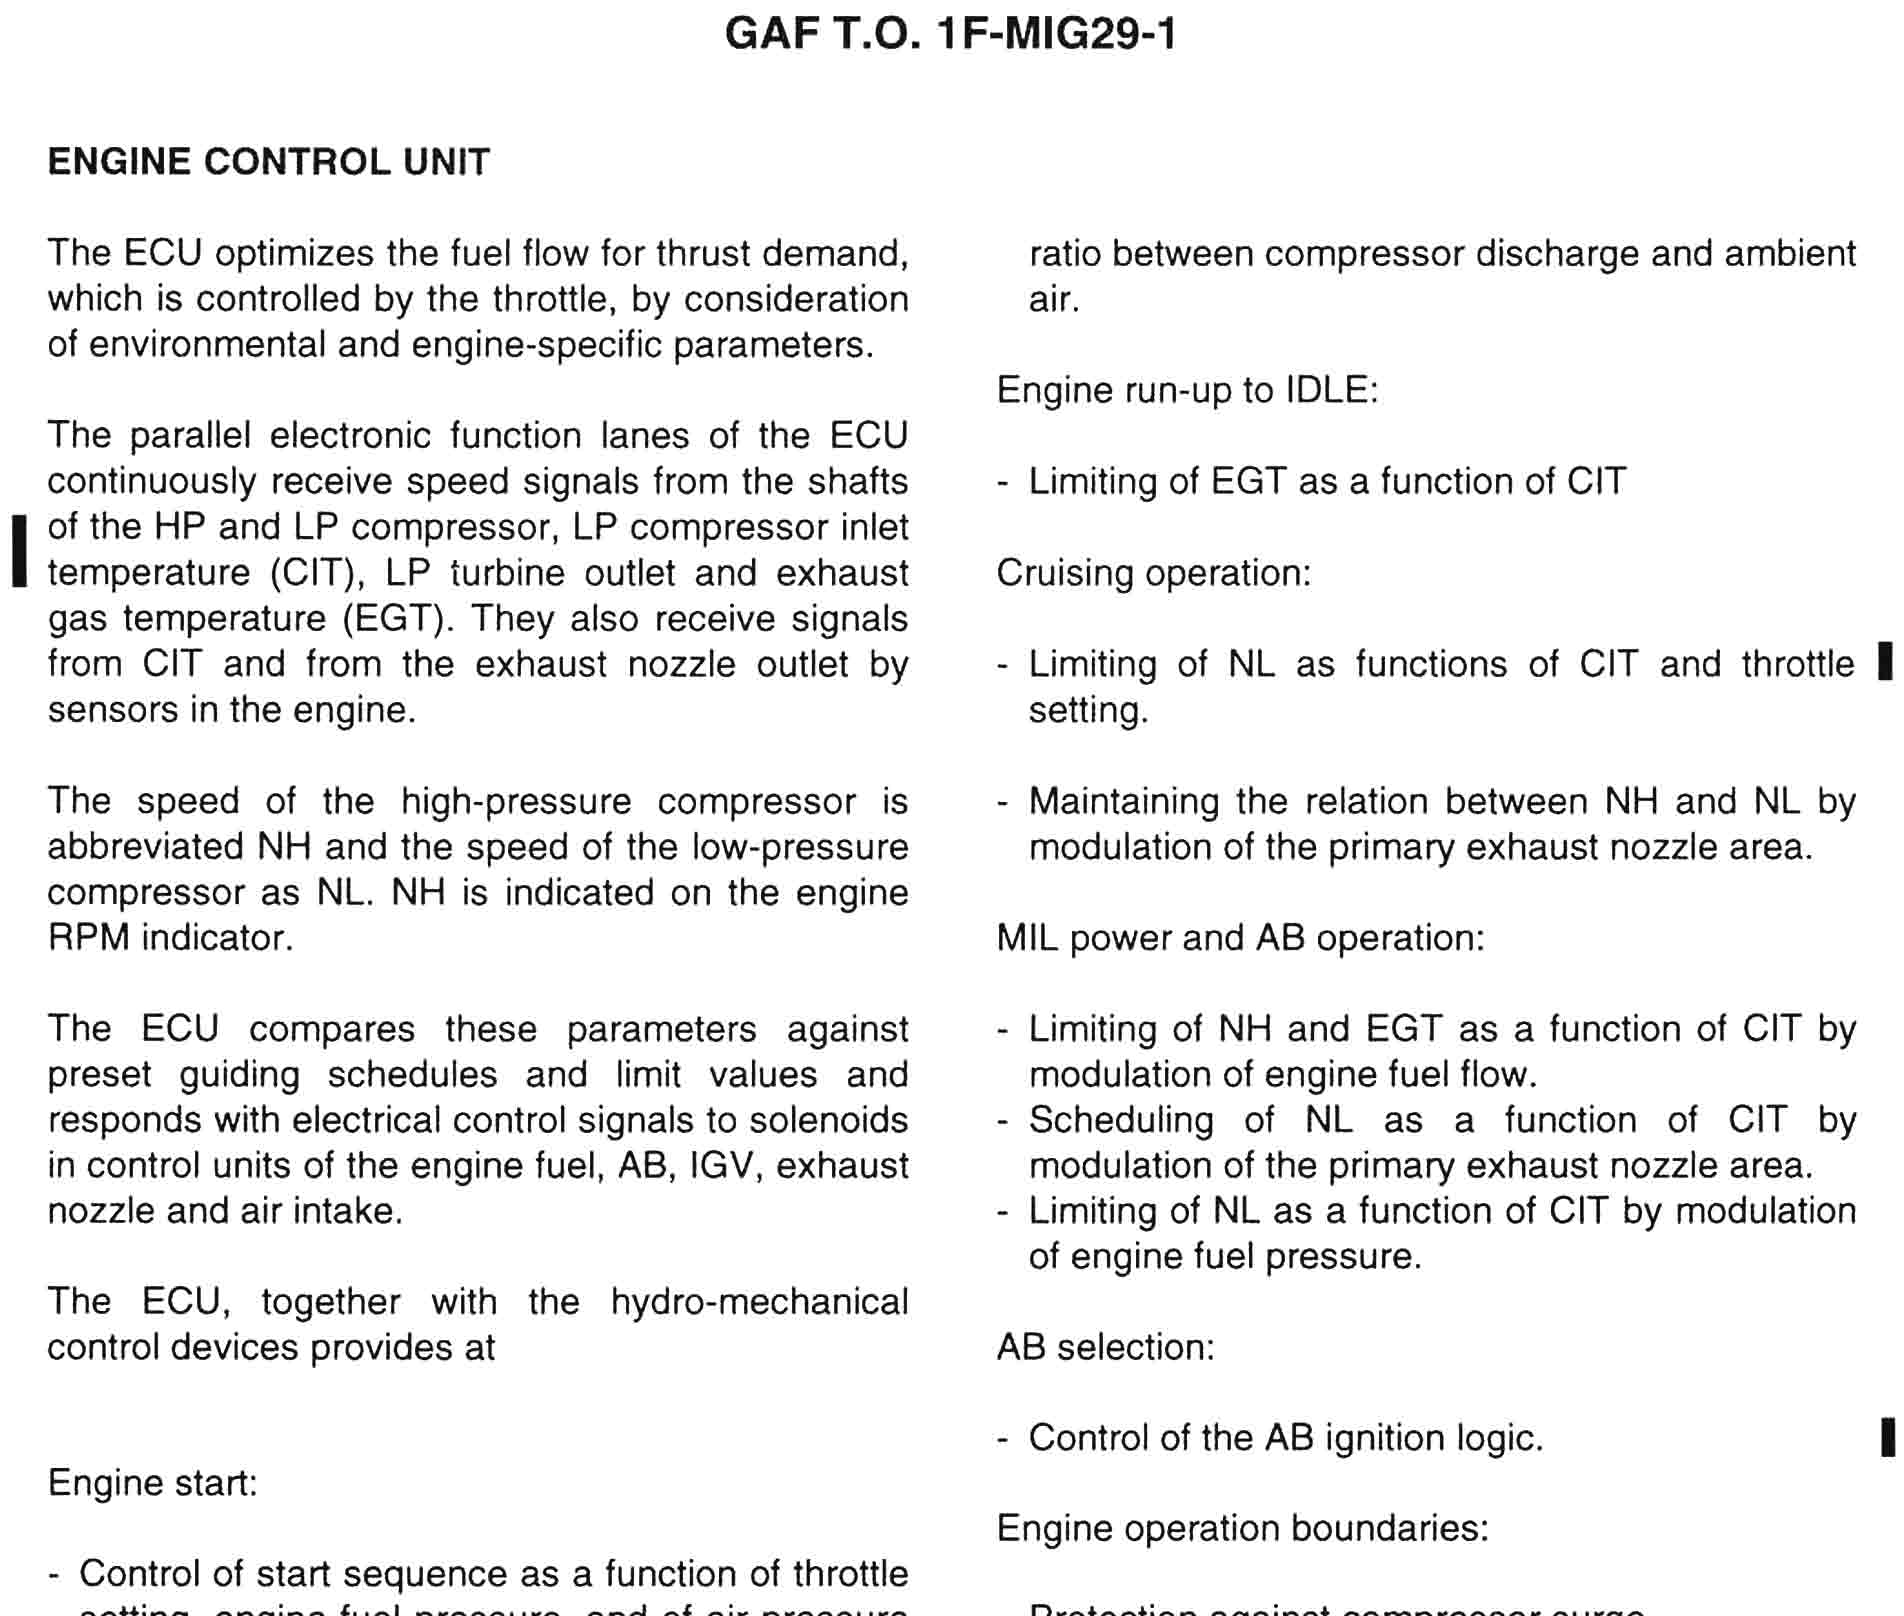 GAF T.O. 1F-MIG29-1
ENGINE CONTROL UNIT
The ECU optimizes the fuel flow for thrust demand,
which is controlled by the throttle, by consideration
of environmental and engine-specific parameters.
The parallel electronic function lanes of the ECU
continuously receive speed signals from the shafts
of the HP and LP compressor, LP compressor inlet
temperature (CIT), LP turbine outlet and exhaust
gas temperature (EGT). They also receive signals
from CIT and from the exhaust nozzle outlet by
sensors in the engine.
The speed of the high-pressure compressor is
abbreviated NH and the speed of the low-pressure
compressor as NL. NH is indicated on the engine
RPM indicator.
The ECU compares these parameters against
preset guiding schedules and limit values and
responds with electrical control signals to solenoids
in control units of the engine fuel, AB, IGV, exhaust
nozzle and air intake.
The ECU, together with the hydro-mechanical
control devices provides at
Engine start:
- Control of start sequence as a function of throttle
setting, engine fuel pressure, and of air pressure
ratio between compressor discharge and ambient
air.
Engine run-up to IDLE:
- Limiting of EGT as a function of CIT
Cruising operation:
- Limiting of NL as functions of CIT and throttle
setting.
- Maintaining the relation between NH and NL by
modulation of the primary exhaust nozzle area.
MIL power and AB operation:
- Limiting of NH and EGT as a function of CIT by
modulation of engine fuel flow.
- Scheduling of NL as a function of CIT by
modulation of the primary exhaust nozzle area.
- Limiting of NL as a function of CIT by modulation
of engine fuel pressure.
AB selection:
- Control of the AB ignition logic.
Engine operation boundaries:
Protection against compressor surge